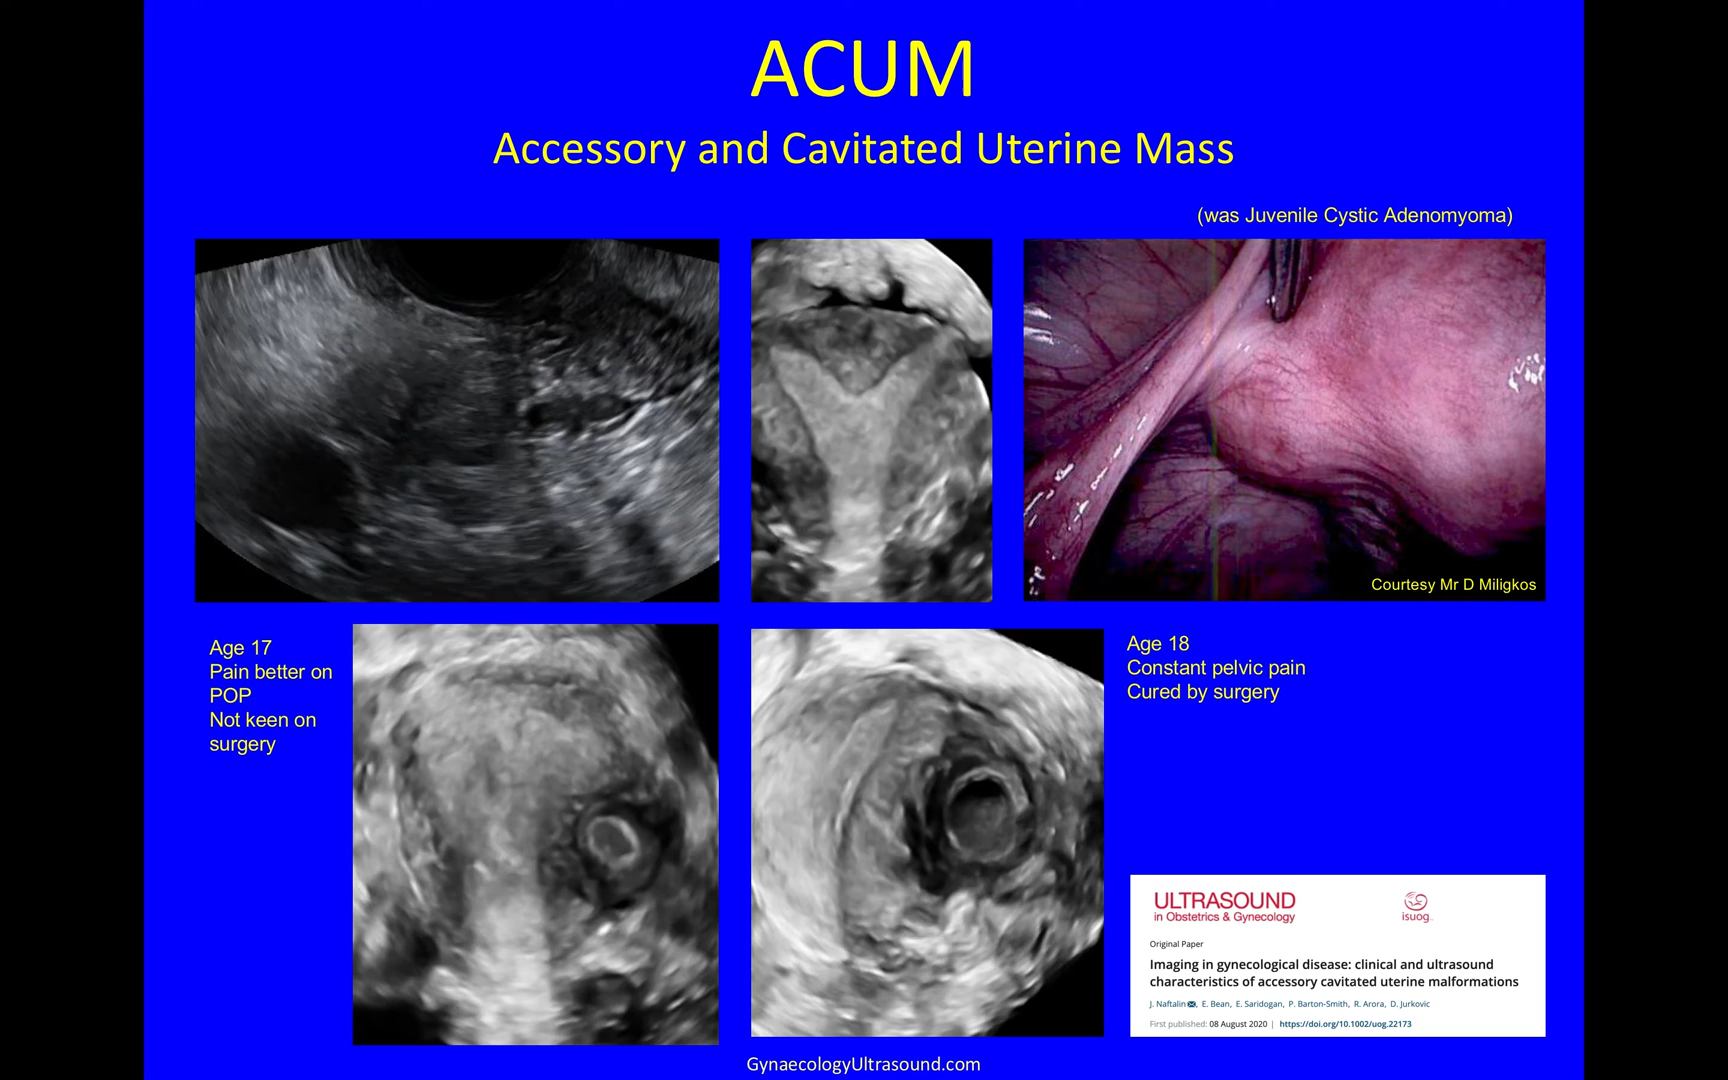 ACUM
Accessory and Cavitated Uterine Mass
(was Juvenile Cystic Adenomyoma)
Courtesy Mr D Miligkos
Age 17
Pain better on
POP
Not keen on
surgery
Age 18
Constant pelvic pain
Cured by surgery
ULTRASOUND
in Obstetrics & Gynecology
isuog
Original Paper
Imaging in gynecological disease: clinical and ultrasound
characteristics of accessory cavitated uterine malformations
J. Naftalin, E. Bean, E. Saridogan, P. Barton-Smith, R. Arora, D. Jurkovic
First published: 08 August 2020 | https://doi.org/10.1002/uog.22173
GynaecologyUltrasound.com